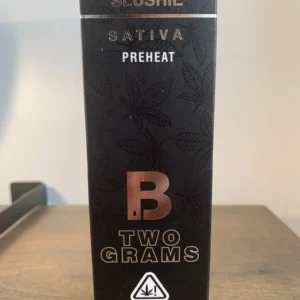 SLUSHIE
SATIVA
PREHEAT
B
TWO
GRAMS